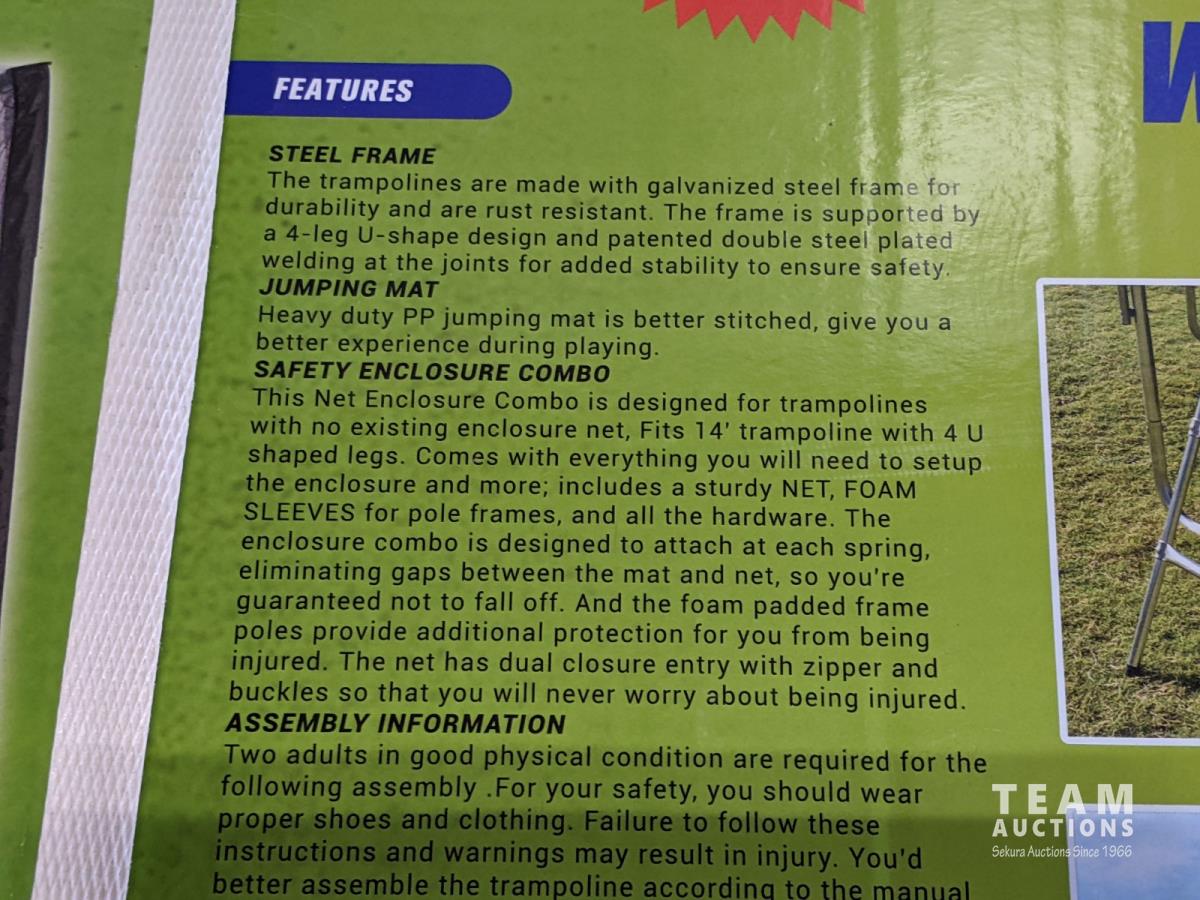 FEATURES
STEEL FRAME
The trampolines are made with galvanized steel frame for
durability and are rust resistant. The frame is supported by
a 4-leg U-shape design and patented double steel plated
welding at the joints for added stability to ensure safety.
JUMPING MAT
Heavy duty PP jumping mat is better stitched, give you a
better experience during playing.
SAFETY ENCLOSURE COMBO
This Net Enclosure Combo is designed for trampolines
with no existing enclosure net, Fits 14' trampoline with 4 U
shaped legs. Comes with everything you will need to setup
the enclosure and more; includes a sturdy NET, FOAM
SLEEVES for pole frames, and all the hardware. The
enclosure combo is designed to attach at each spring,
eliminating gaps between the mat and net, so you're
guaranteed not to fall off. And the foam padded frame
poles provide additional protection for you from being
injured. The net has dual closure entry with zipper and
buckles so that you will never worry about being injured.
ASSEMBLY INFORMATION
Two adults in good physical condition are required for the
following assembly .For your safety, you should wear
proper shoes and clothing. Failure to follow these
instructions and warnings may result in injury. You'd
better assemble the trampoline according to the manual
TEAM
AUCTIONS
Sekura Auctions Since 1966